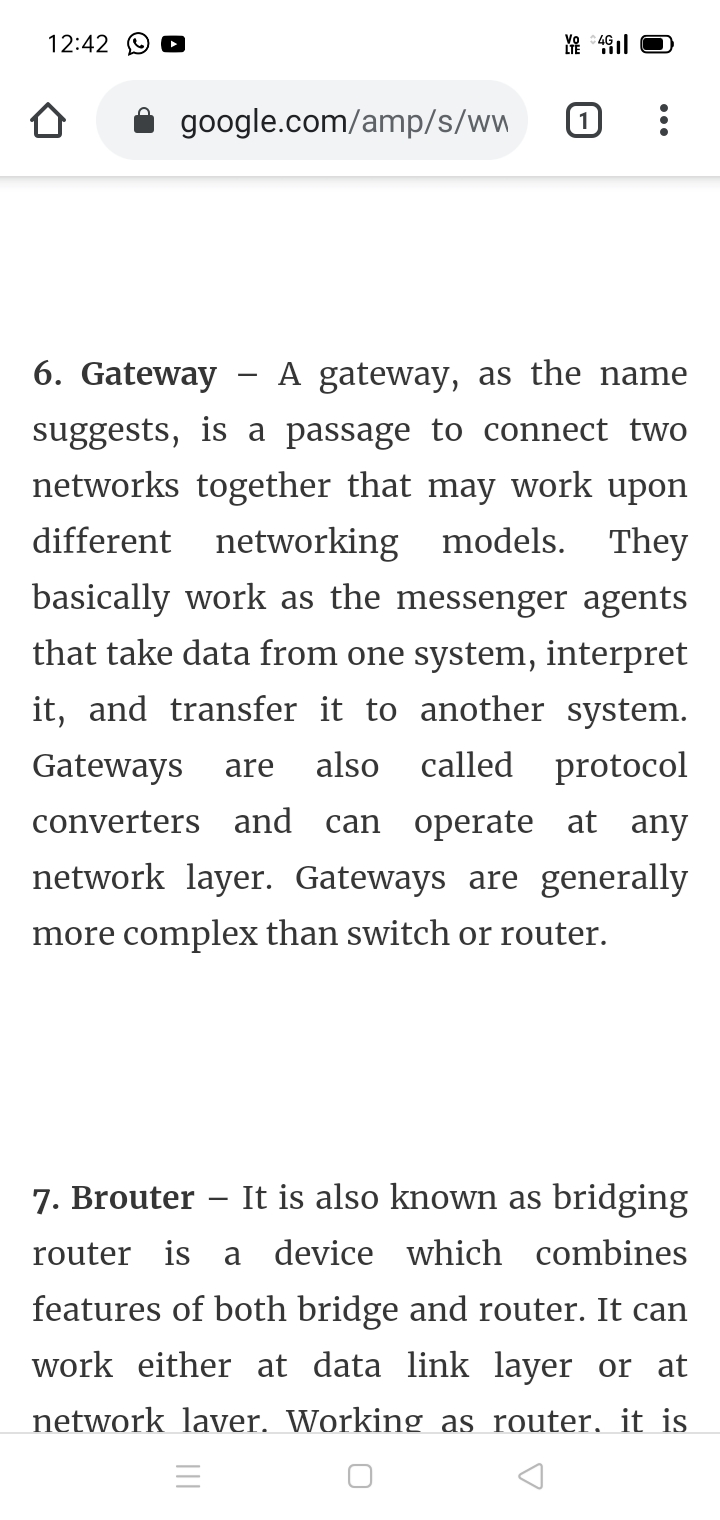 12:42
Vo LTE 4G
google.com/amp/s/ww
1
6. Gateway – A gateway, as the name
suggests, is a passage to connect two
networks together that may work upon
different networking models. They
basically work as the messenger agents
that take data from one system, interpret
it, and transfer it to another system.
Gateways are also called protocol
converters and can operate at any
network layer. Gateways are generally
more complex than switch or router.
7. Brouter – It is also known as bridging
router is a device which combines
features of both bridge and router. It can
work either at data link layer or at
network layer. Working as router, it is